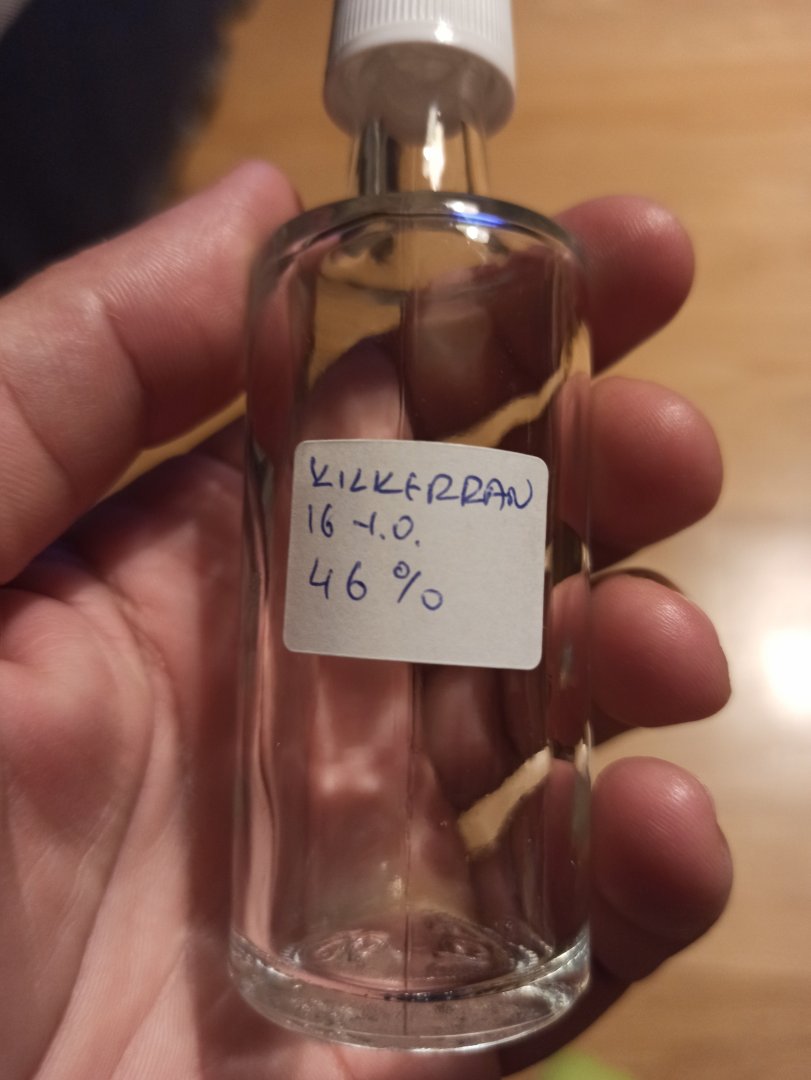 KILKERRAN
16 Y.O.
46%